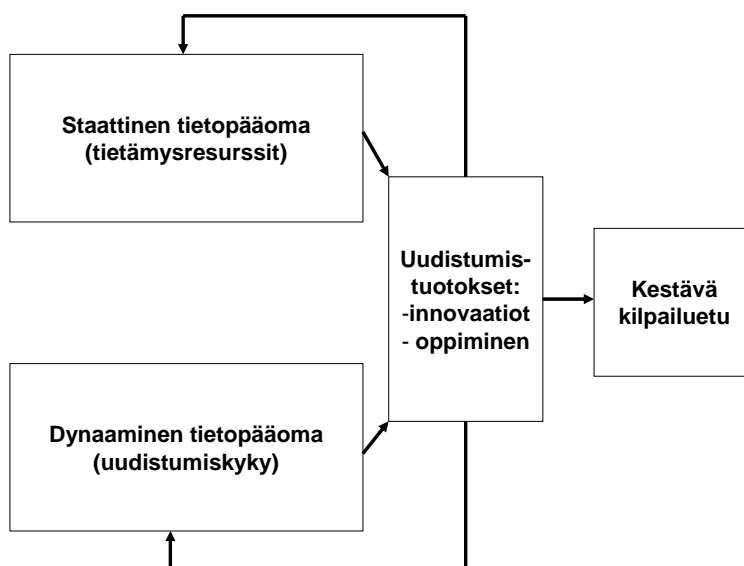 Staattinen tietopääoma
(tietämysresurssit)
Uudistumis-
tuotokset:
-innovaatiot
- oppiminen
Kestävä
kilpailuetu
Dynaaminen tietopääoma
(uudistumiskyky)